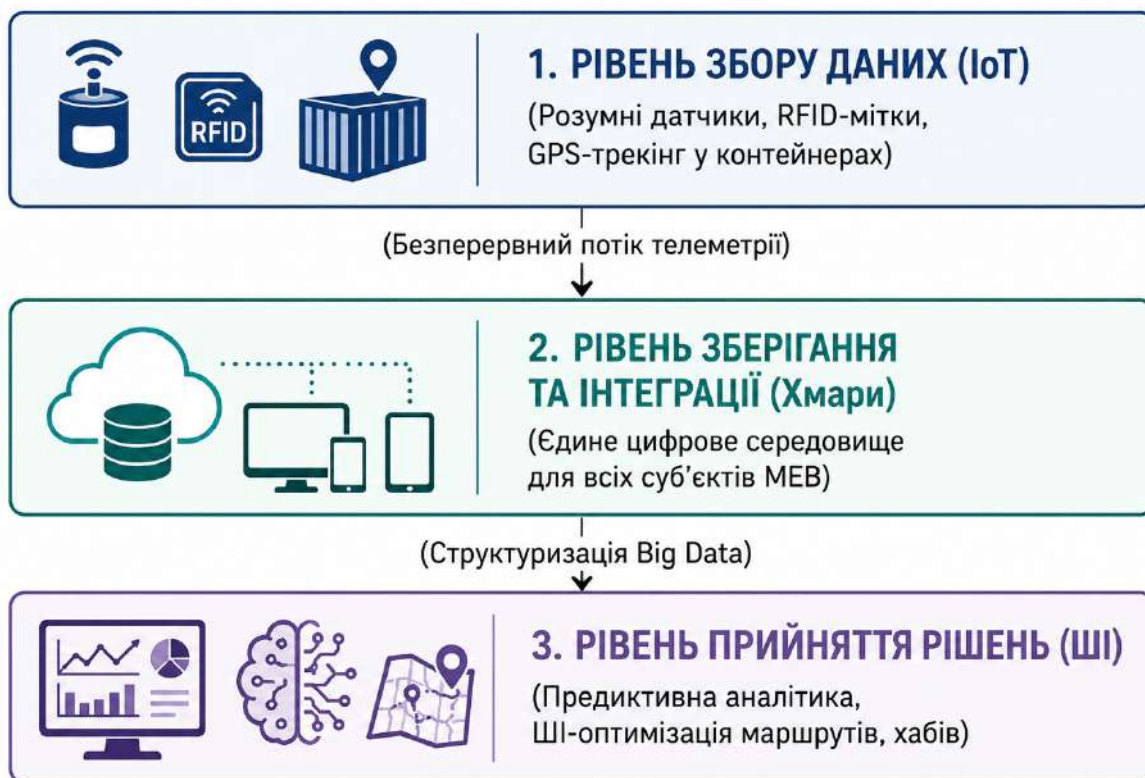 RFID
1. РІВЕНЬ ЗБОРУ ДАНИХ (IoT)
(Розумні датчики, RFID-мітки,
GPS-трекінг у контейнерах)
(Безперервний потік телеметрії)
2. РІВЕНЬ ЗБЕРІГАННЯ
ТА ІНТЕГРАЦІЇ (Хмари)
(Єдине цифрове середовище
для всіх суб’єктів МЕВ)
(Структуризація Big Data)
3. РІВЕНЬ ПРИЙНЯТТЯ РІШЕНЬ (ШІ)
(Предиктивна аналітика,
ШІ-оптимізація маршрутів, хабів)